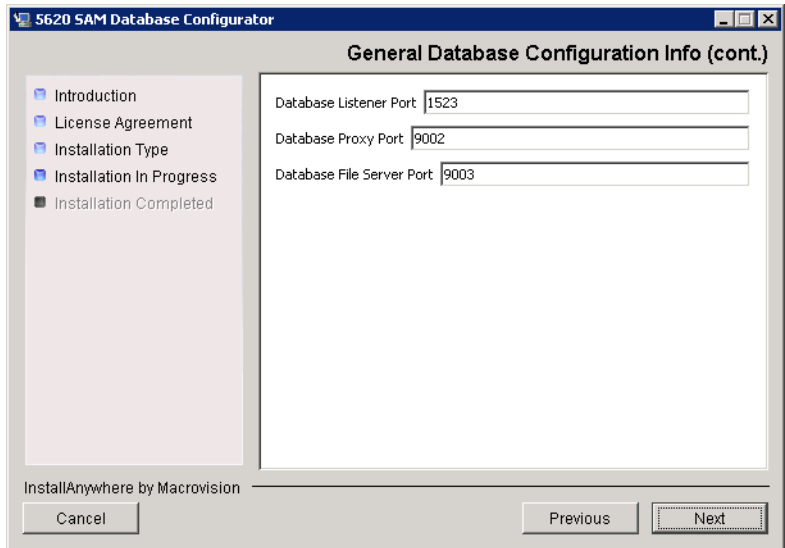 5620 SAM Database Configurator
General Database Configuration Info (cont.)
Introduction
License Agreement
Installation Type
Installation In Progress
Installation Completed
Database Listener Port 1523
Database Proxy Port 9002
Database File Server Port 9003
InstallAnywhere by Macrovision
Cancel
Previous
Next